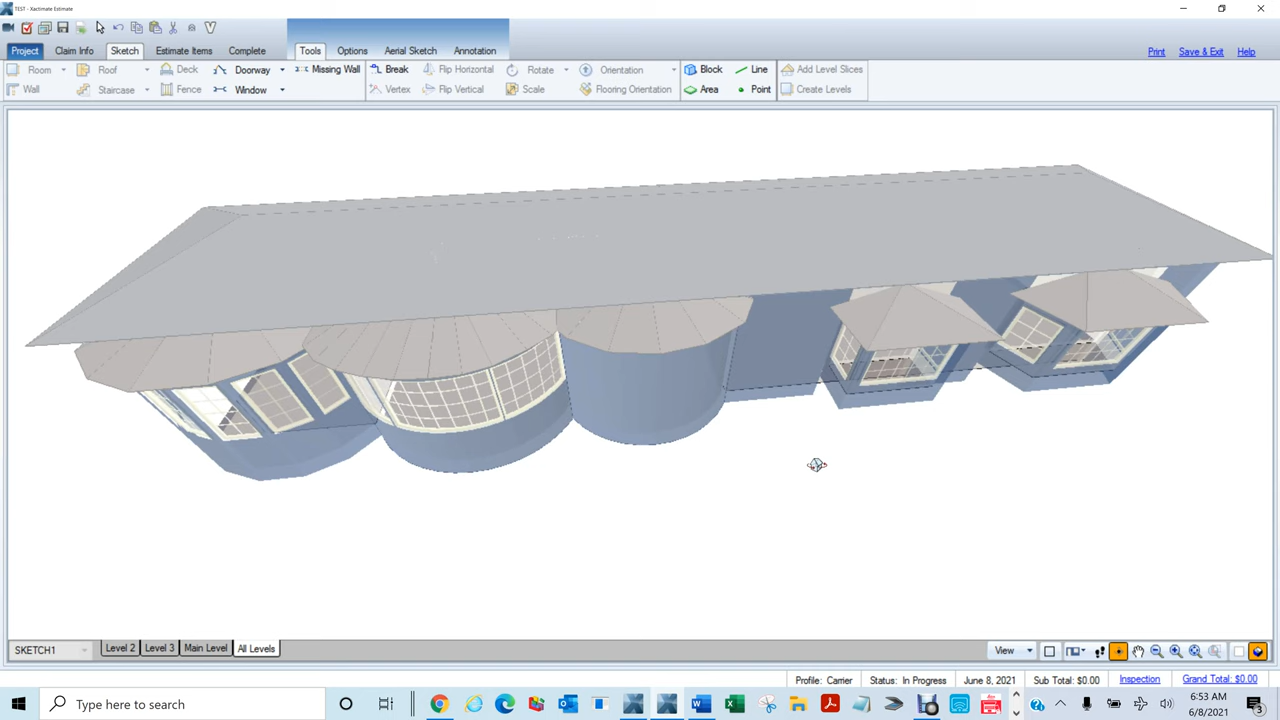 TEST - Xactimate Estimate
Project Claim Info Sketch Estimate Items Complete Tools Options Aerial Sketch Annotation Print Save & Exit Help
Room Roof Deck Doorway Missing Wall Break Flip Horizontal Rotate Orientation Block Line Add Level Slices
Wall Staircase Fence Window Vertex Flip Vertical Scale Flooring Orientation Area Point Create Levels
SKETCH1 Level 2 Level 3 Main Level All Levels View
Profile: Carrier Status: In Progress June 8, 2021 Sub Total: $0.00 Inspection Grand Total: $0.00
Type here to search
6:53 AM
6/8/2021
3